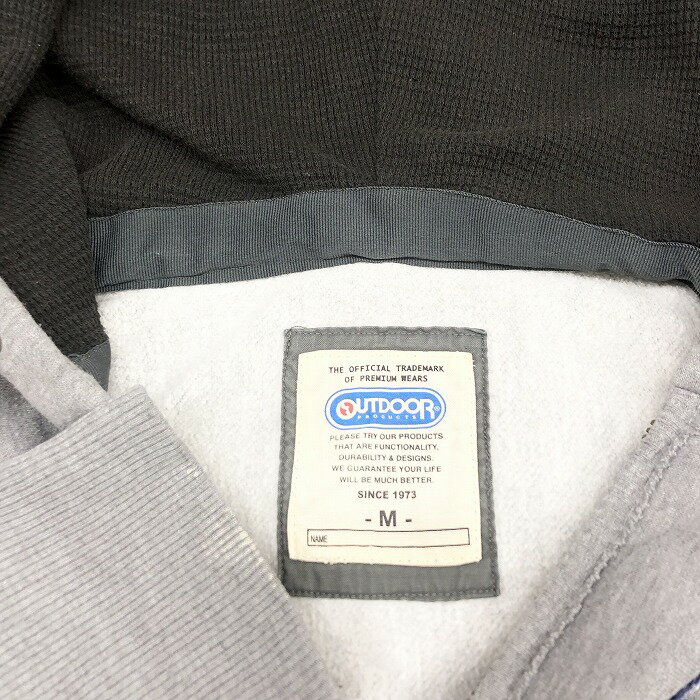 THE OFFICIAL TRADEMARK
OF PREMIUM WEARS
OUTDOOR®
PRODUCTS
PLEASE TRY OUR PRODUCTS
THAT ARE FUNCTIONALITY,
DURABILITY & DESIGNS.
WE GUARANTEE YOUR LIFE
WILL BE MUCH BETTER.
SINCE 1973
- M -
NAME